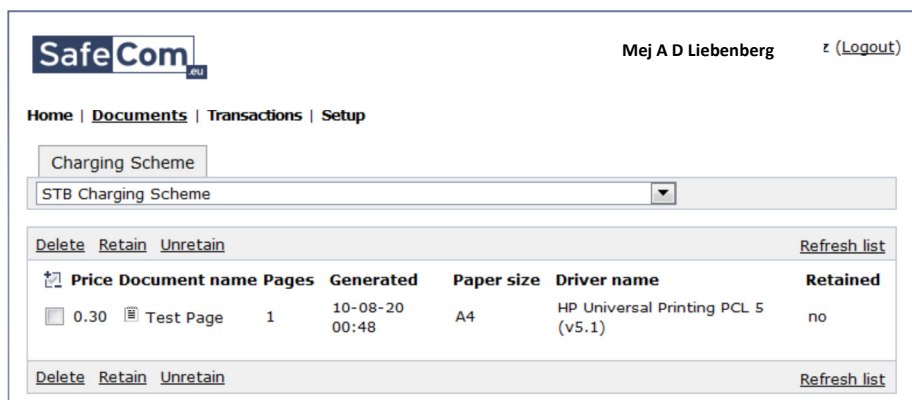 SafeCom .eu
Mej A D Liebenberg z (Logout)
Home | Documents | Transactions | Setup
Charging Scheme
STB Charging Scheme
Delete Retain Unretain Refresh list
Price Document name Pages Generated Paper size Driver name Retained
0.30 Test Page 1 10-08-20 00:48 A4 HP Universal Printing PCL 5 (v5.1) no
Delete Retain Unretain Refresh list